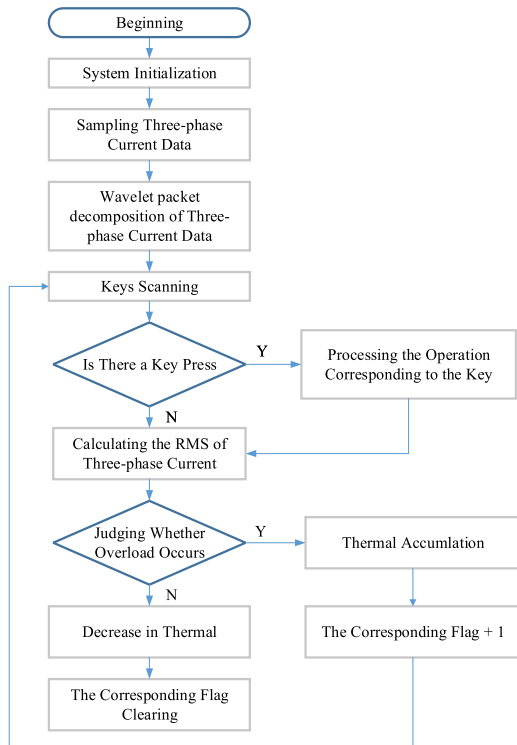 Beginning
System Initialization
Sampling Three-phase
Current Data
Wavelet packet
decomposition of Three-
phase Current Data
Keys Scanning
Is There a Key Press
Y
Processing the Operation
Corresponding to the Key
N
Calculating the RMS of
Three-phase Current
Judging Whether
Overload Occurs
Y
Thermal Accumlation
N
Decrease in Thermal
The Corresponding Flag + 1
The Corresponding Flag
Clearing